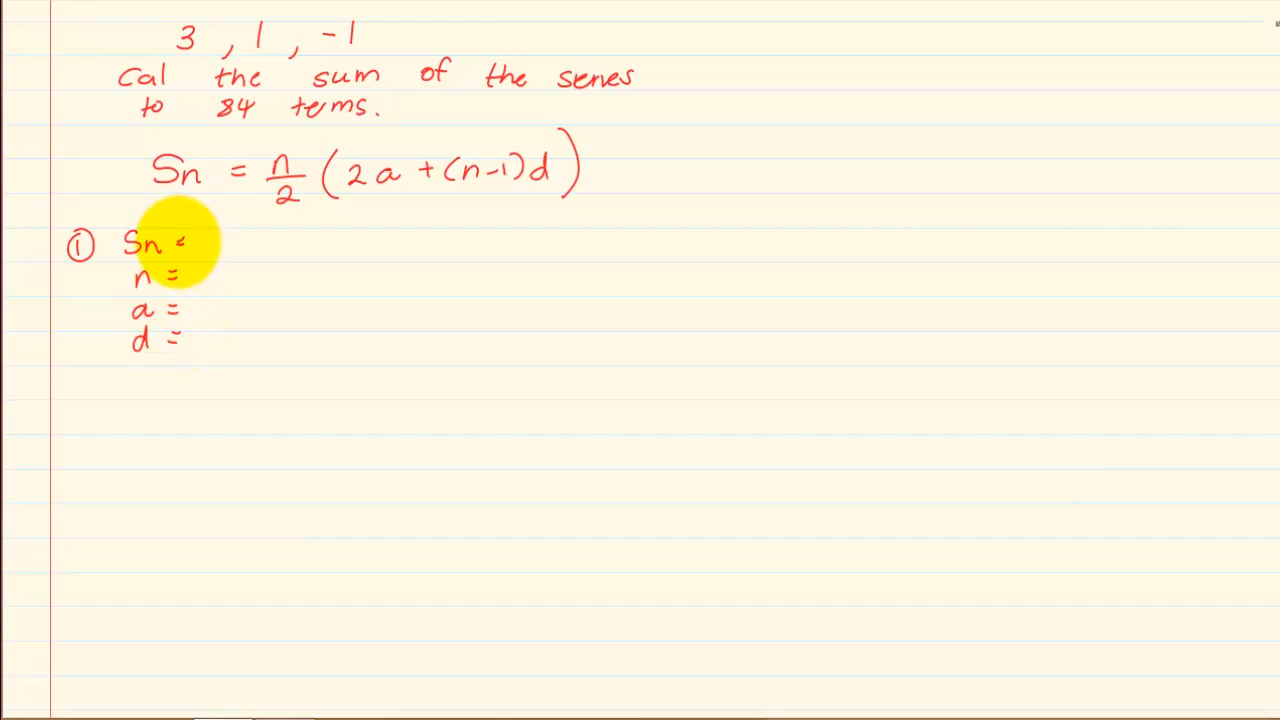 3 , 1 , -1
Cal the sum of the series
to 84 terms.
Sn = n/2 (2a + (n-1)d)
① Sn =
n =
a =
d =